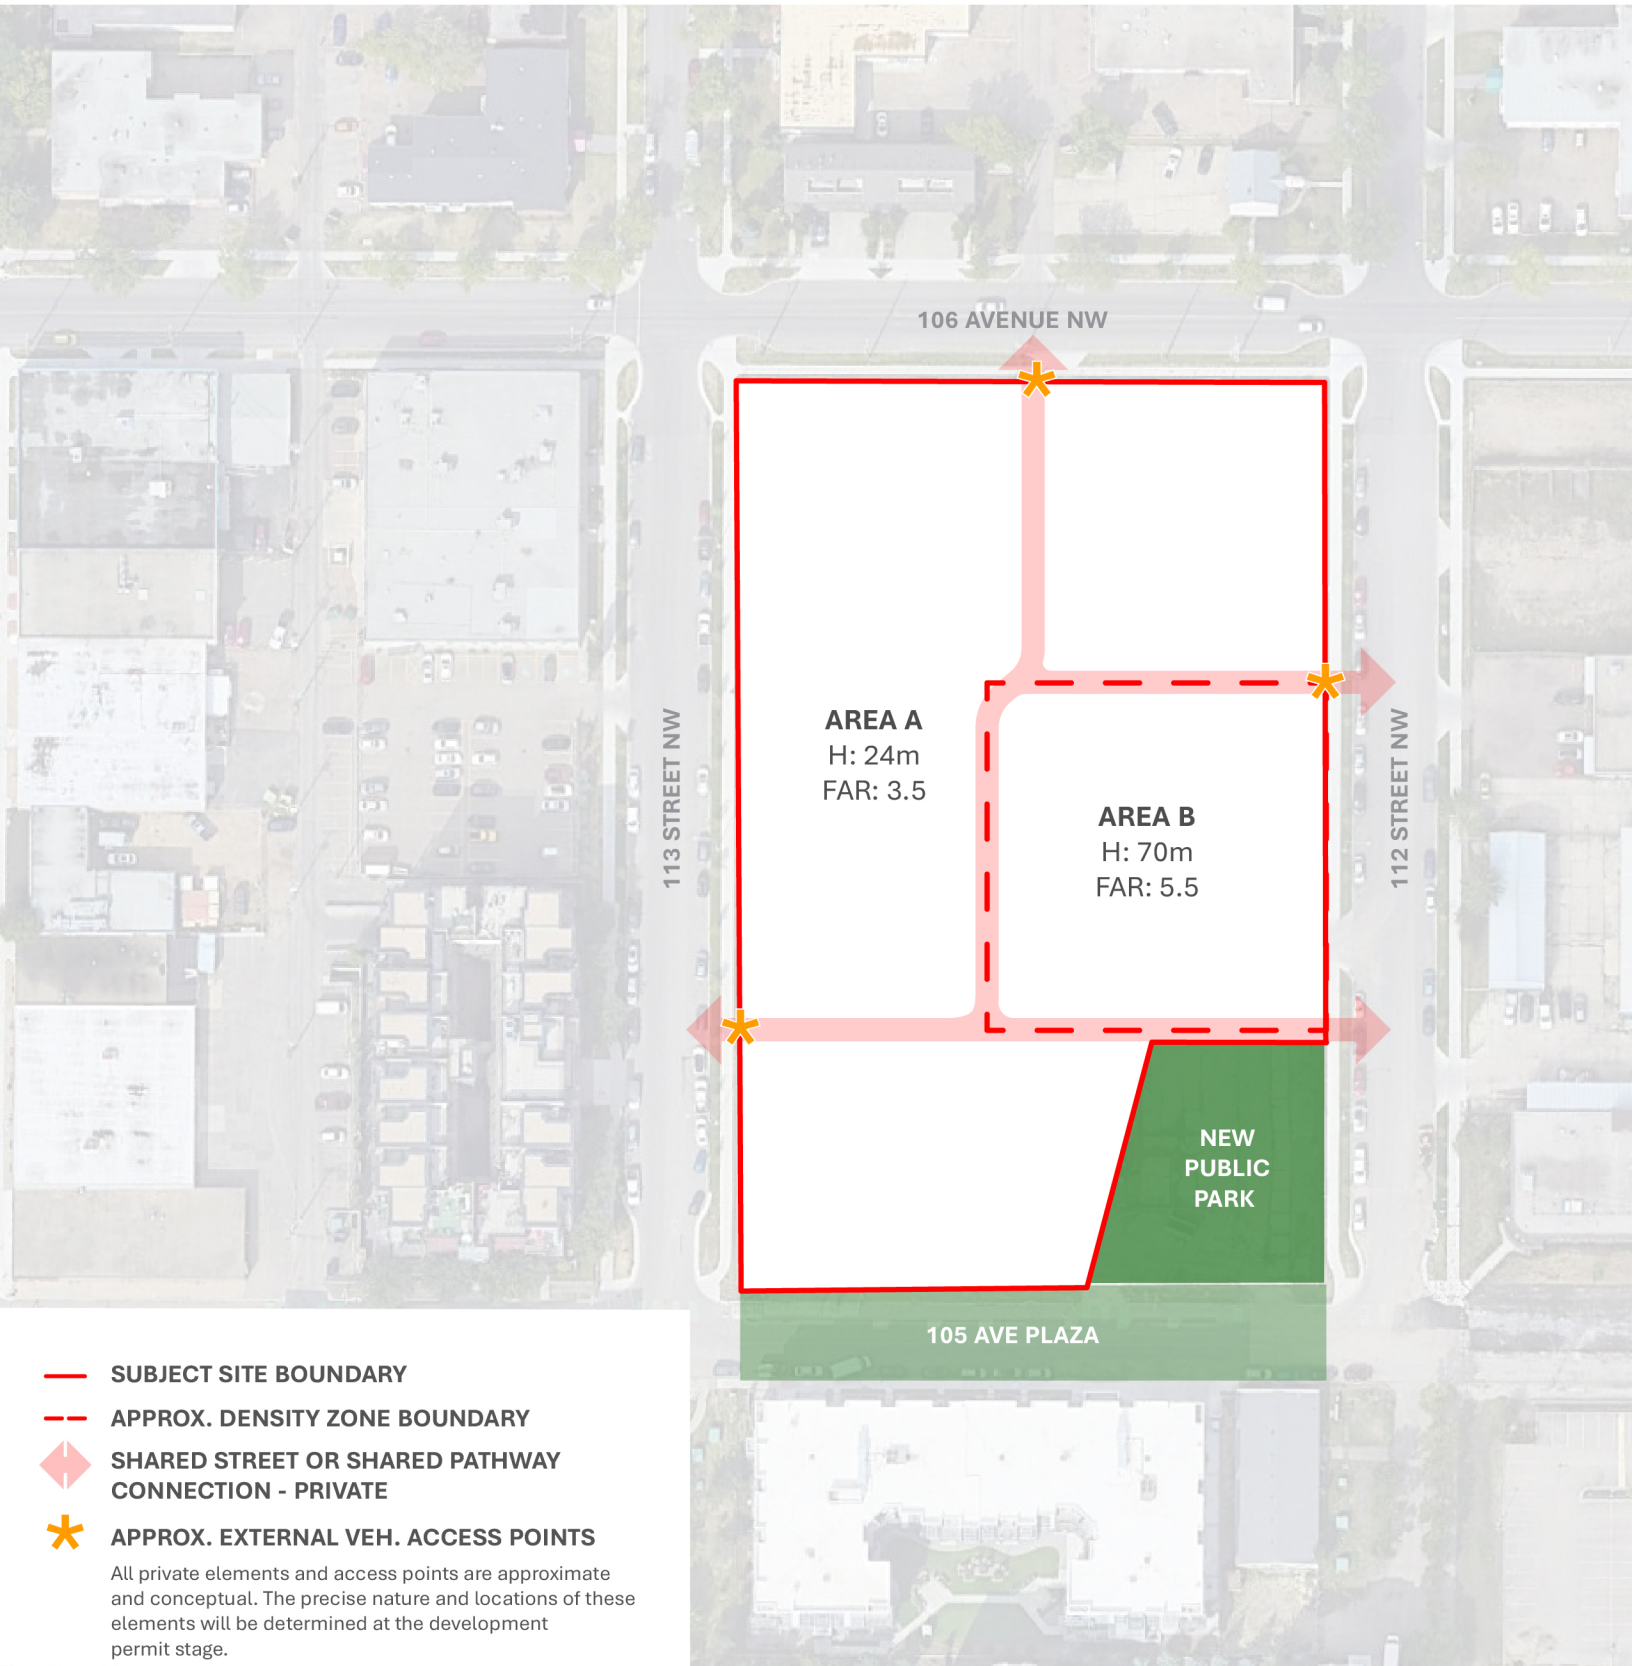 106 AVENUE NW
113 STREET NW
AREA A
H: 24m
FAR: 3.5
AREA B
H: 70m
FAR: 5.5
112 STREET NW
NEW
PUBLIC
PARK
105 AVE PLAZA
SUBJECT SITE BOUNDARY
APPROX. DENSITY ZONE BOUNDARY
SHARED STREET OR SHARED PATHWAY
CONNECTION - PRIVATE
APPROX. EXTERNAL VEH. ACCESS POINTS
All private elements and access points are approximate
and conceptual. The precise nature and locations of these
elements will be determined at the development
permit stage.